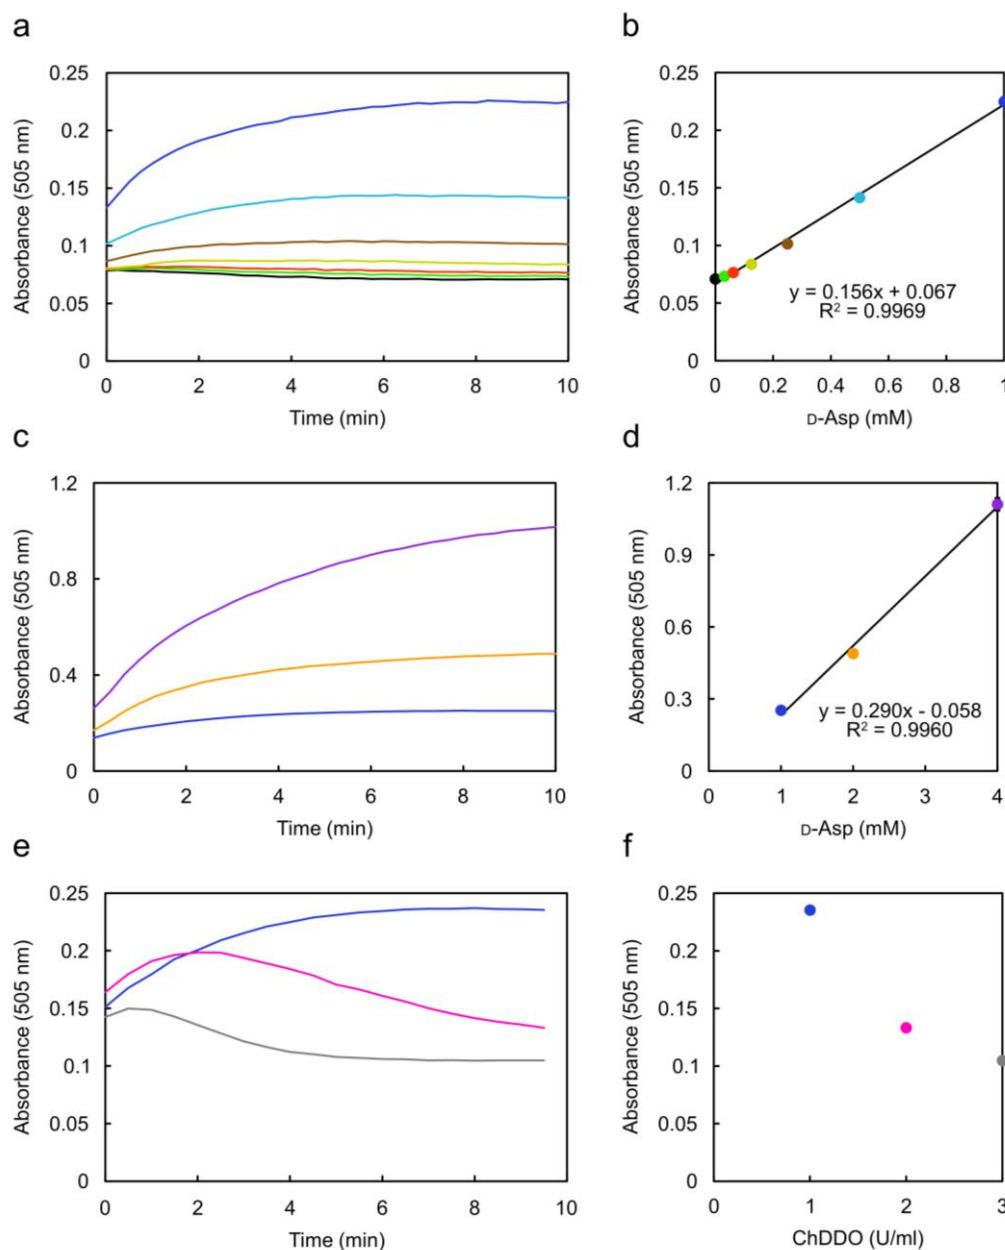 a
Absorbance (505 nm)
0.25
0.2
0.15
0.1
0.05
0
0 2 4 6 8 10
Time (min)
b
Absorbance (505 nm)
0.25
0.2
0.15
0.1
0.05
0
y = 0.156x + 0.067
R² = 0.9969
0 0.2 0.4 0.6 0.8 1
D-Asp (mM)
c
Absorbance (505 nm)
1.2
0.8
0.4
0
0 2 4 6 8 10
Time (min)
d
Absorbance (505 nm)
1.2
0.9
0.6
0.3
0
y = 0.290x - 0.058
R² = 0.9960
0 1 2 3 4
D-Asp (mM)
e
Absorbance (505 nm)
0.25
0.2
0.15
0.1
0.05
0
0 2 4 6 8 10
Time (min)
f
Absorbance (505 nm)
0.25
0.2
0.15
0.1
0.05
0
0 1 2 3
ChDDO (U/ml)